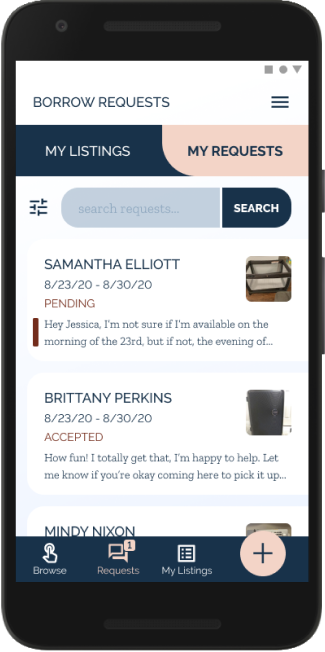 BORROW REQUESTS
MY LISTINGS
MY REQUESTS
search requests...
SEARCH
SAMANTHA ELLIOTT
8/23/20 - 8/30/20
PENDING
Hey Jessica, I'm not sure if I'm available on the
morning of the 23rd, but if not, the evening of...
BRITTANY PERKINS
8/23/20 - 8/30/20
ACCEPTED
How fun! I totally get that, I'm happy to help. Let
me know if you're okay coming here to pick it up...
MINDY NIXON
1
Browse
Requests
My Listings